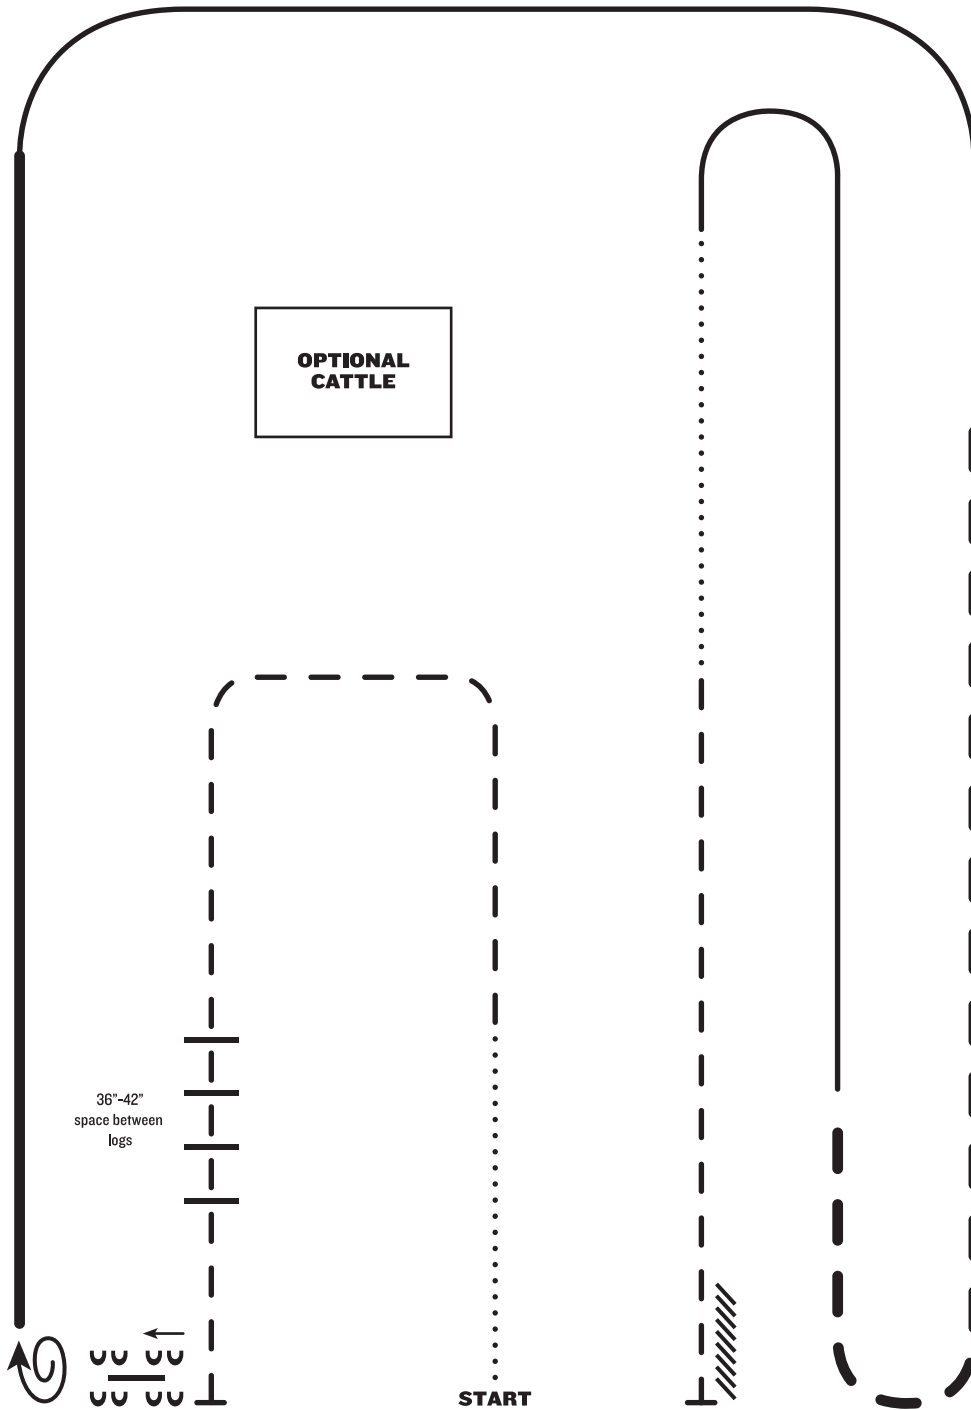 OPTIONAL
CATTLE
36”-42”
space between
logs
START